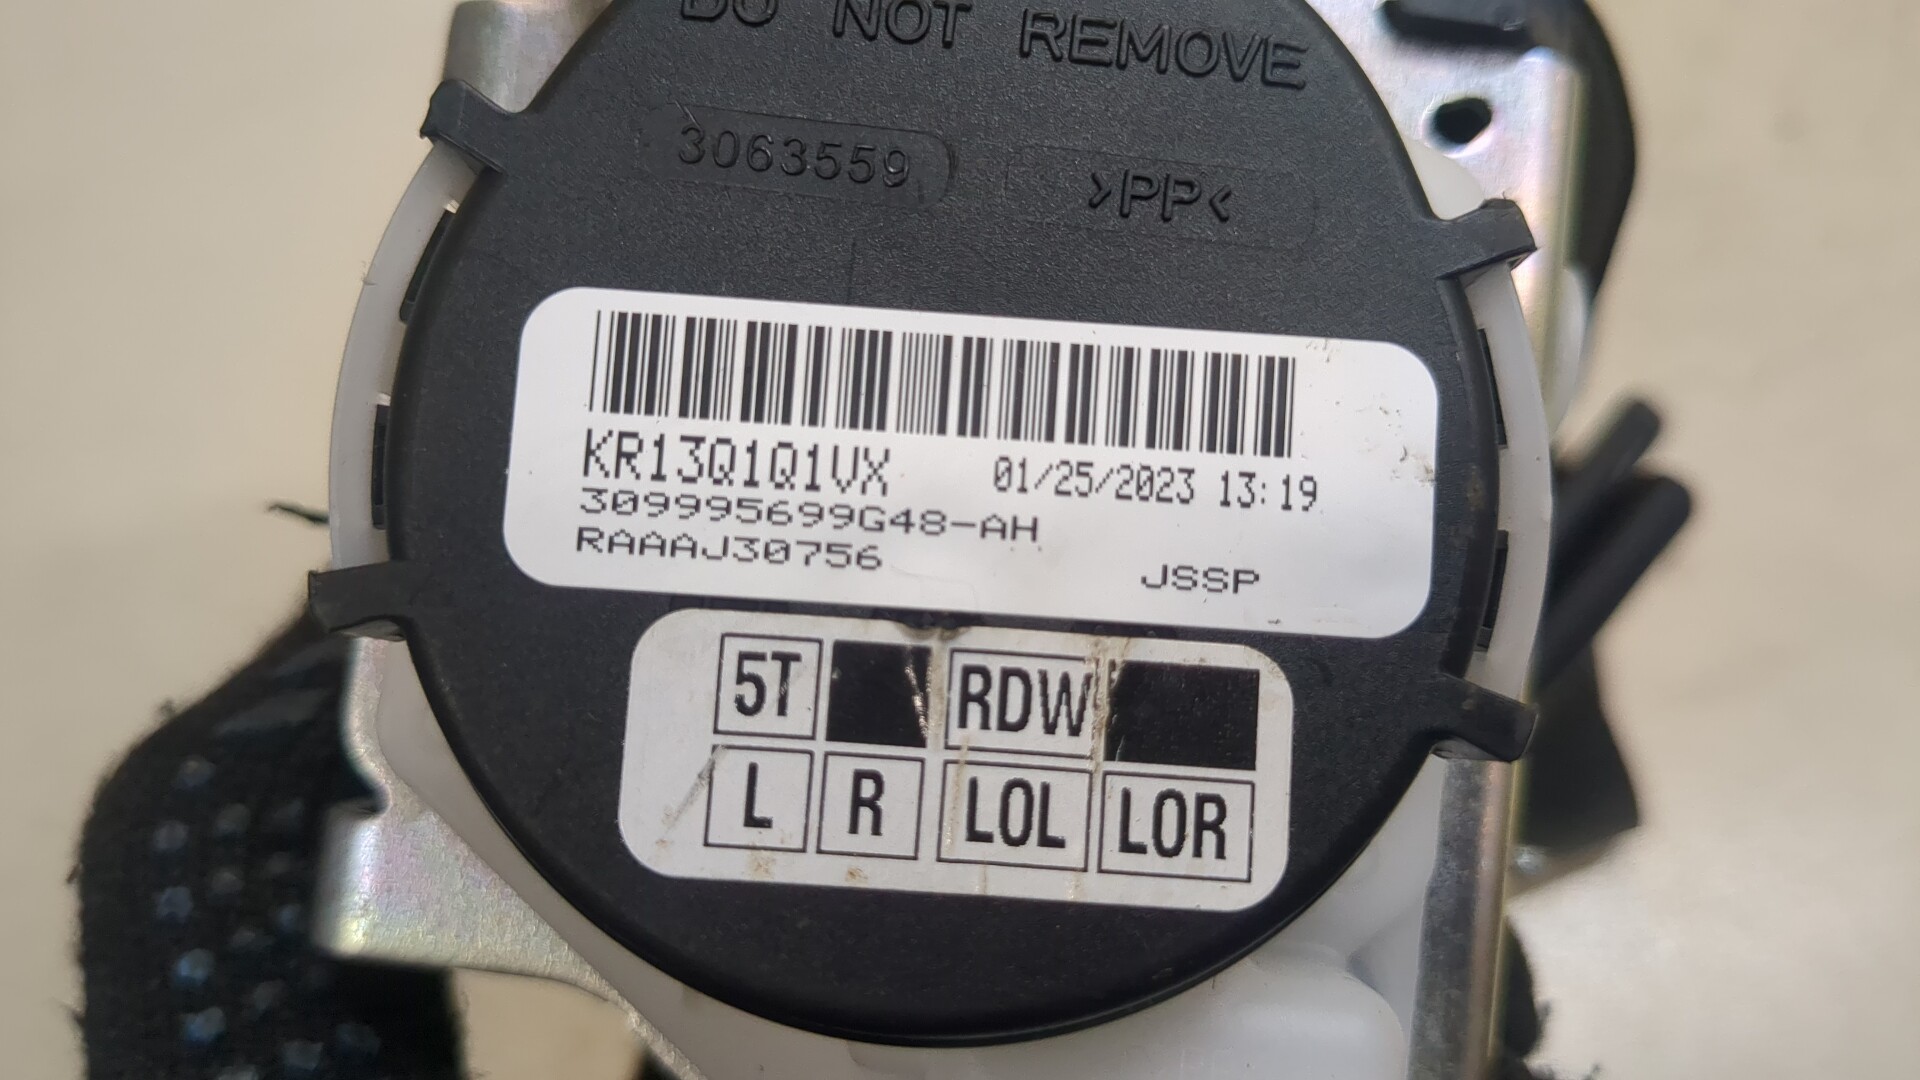 DO NOT REMOVE
3063559 >PP<
KR13Q1Q1VX 01/25/2023 13:19
309995699G48-AH
RAAAJ30756 JSSP
5T RDW
L R LOL LOR